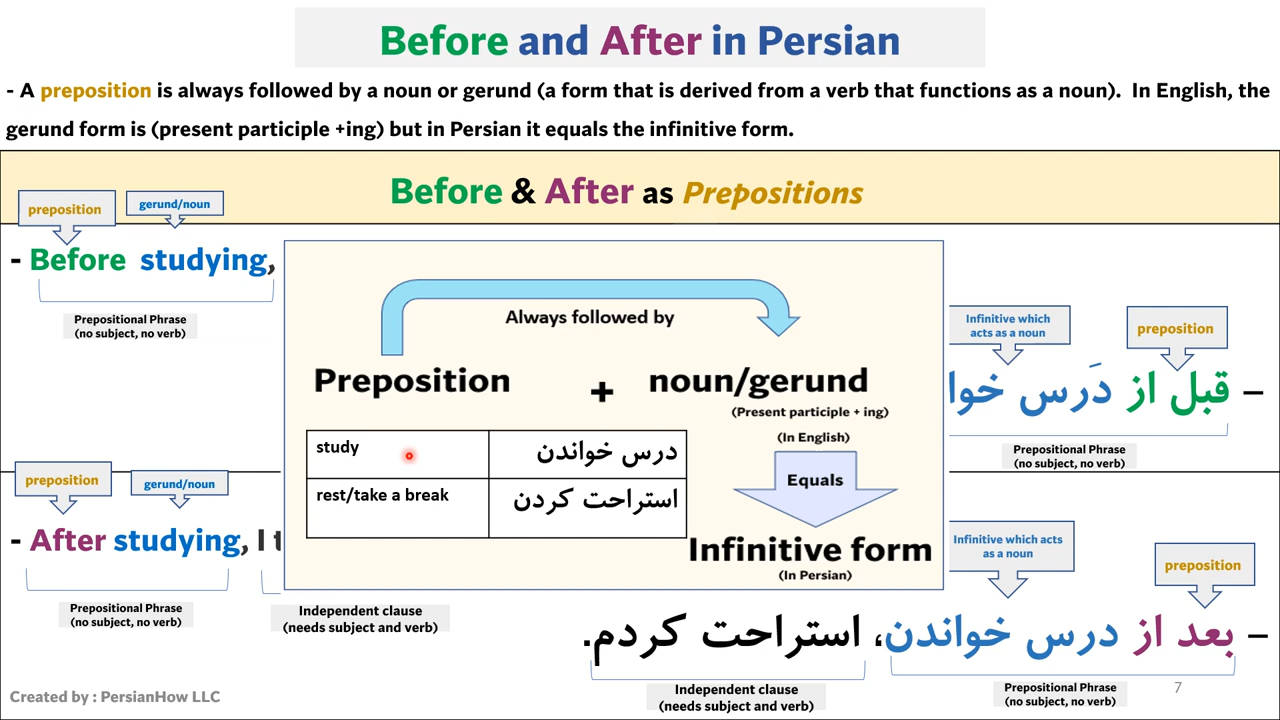 Before and After in Persian
- A preposition is always followed by a noun or gerund (a form that is derived from a verb that functions as a noun). In English, the
gerund form is (present participle +ing) but in Persian it equals the infinitive form.
Before & After as Prepositions
preposition
gerund/noun
- Before studying,
Prepositional Phrase
(no subject, no verb)
Always followed by
Preposition + noun/gerund
(Present participle + ing)
(In English)
study
درس خواندن
rest/take a break
استراحت کردن
Equals
Infinitive form
(In Persian)
Infinitive which
acts as a noun
preposition
– قبل از دَرس خوا
Prepositional Phrase
(no subject, no verb)
preposition
gerund/noun
- After studying, I t
Prepositional Phrase
(no subject, no verb)
Independent clause
(needs subject and verb)
Infinitive which acts
as a noun
preposition
– بعد از درس خواندن، استراحت کردم.
Independent clause
(needs subject and verb)
Prepositional Phrase
(no subject, no verb)
7
Created by : PersianHow LLC